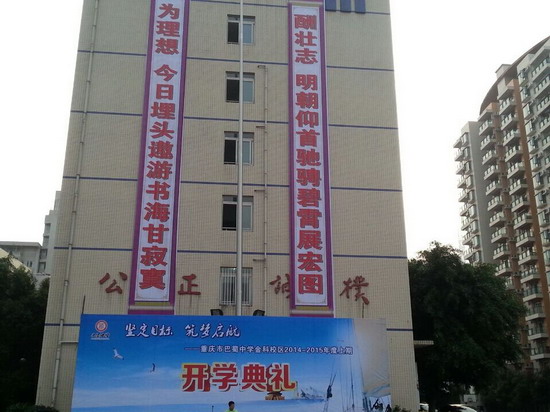 为理想 今日埋头遨游书海甘寂寞
酬壮志 明朝仰首驰骋碧霄展宏图
公正诚樸
坚定目标 筑梦启航
——重庆市巴蜀中学金科校区2014-2015年度上期
开学典礼